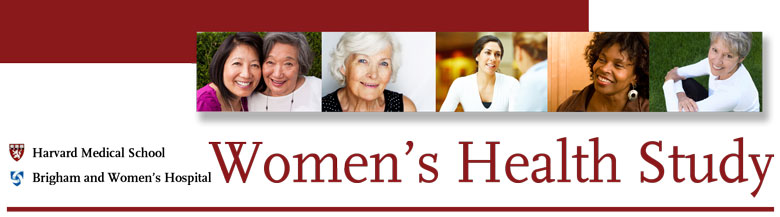 Harvard Medical School
Brigham and Women's Hospital
Women's Health Study